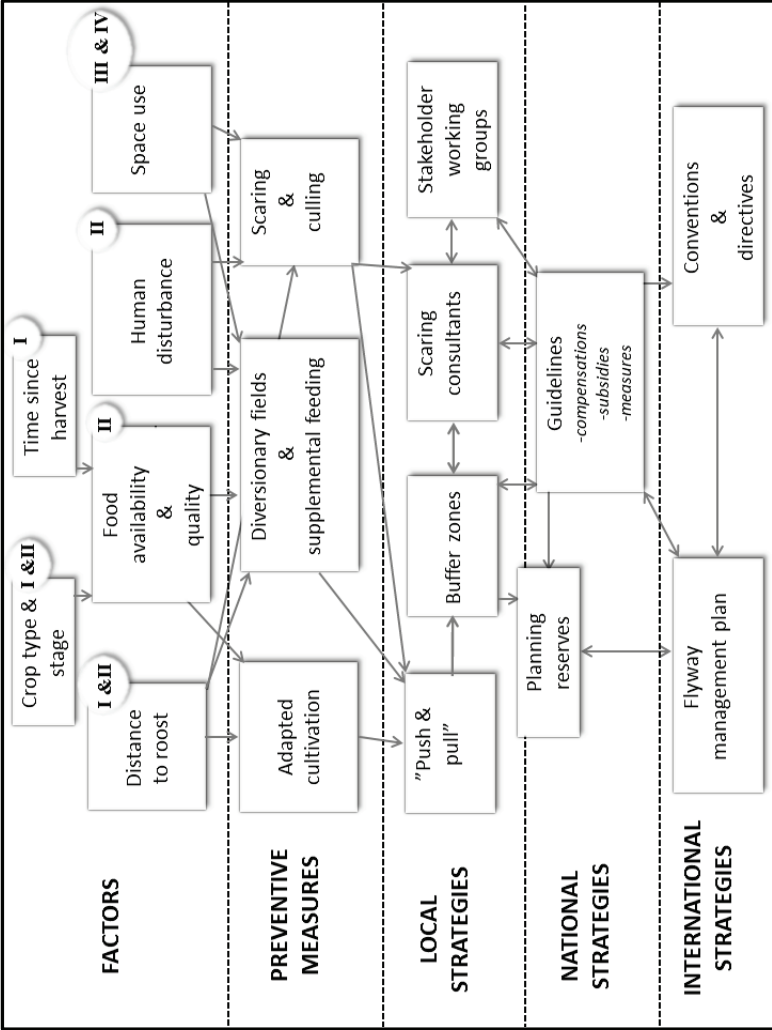 FACTORS
Crop type &
stage
I &II
Time since
harvest
I
Distance
to roost
I &II
Food
availability
&
quality
II
Human
disturbance
II
Space use
III & IV
PREVENTIVE
MEASURES
Adapted
cultivation
Diversionary fields
&
supplemental feeding
Scaring
&
culling
LOCAL
STRATEGIES
”Push &
pull”
Buffer zones
Scaring
consultants
Stakeholder
working
groups
NATIONAL
STRATEGIES
Planning
reserves
Guidelines
-compensations
-subsidies
-measures
INTERNATIONAL
STRATEGIES
Flyway
management plan
Conventions
&
directives